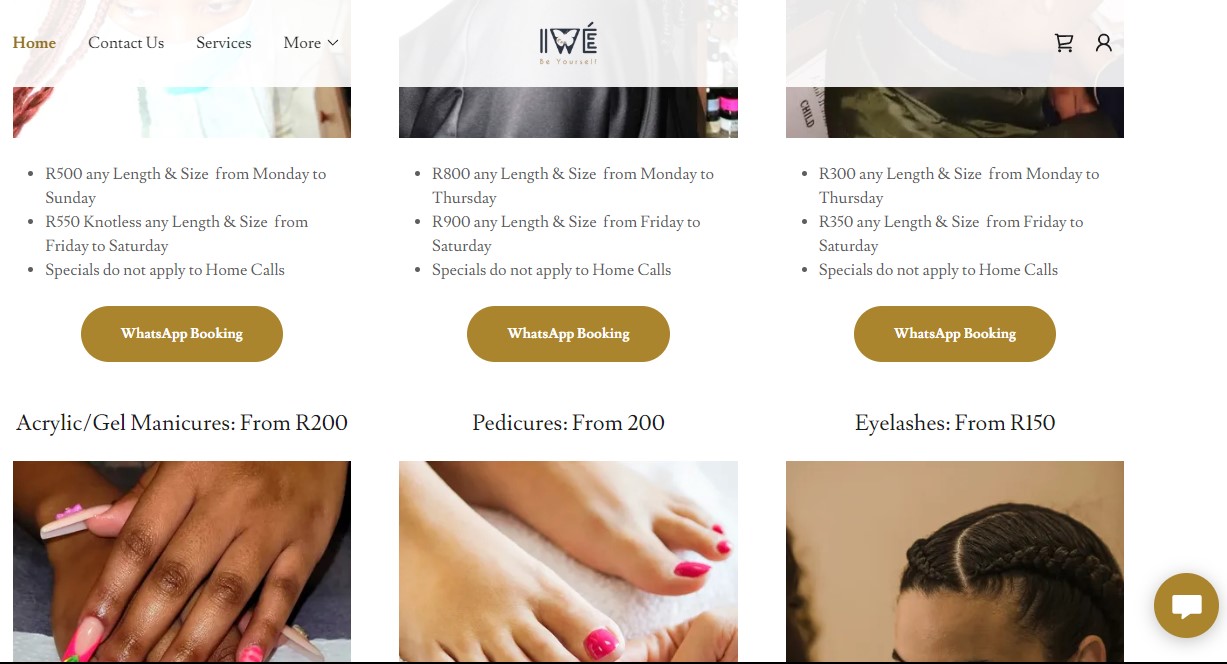 Home
Contact Us
Services
More
IWÉ
Be Yourself
CHILD
R500 any Length & Size from Monday to
Sunday
R550 Knotless any Length & Size from
Friday to Saturday
Specials do not apply to Home Calls
WhatsApp Booking
R800 any Length & Size from Monday to
Thursday
R900 any Length & Size from Friday to
Saturday
Specials do not apply to Home Calls
WhatsApp Booking
R300 any Length & Size from Monday to
Thursday
R350 any Length & Size from Friday to
Saturday
Specials do not apply to Home Calls
WhatsApp Booking
Acrylic/Gel Manicures: From R200
Pedicures: From 200
Eyelashes: From R150